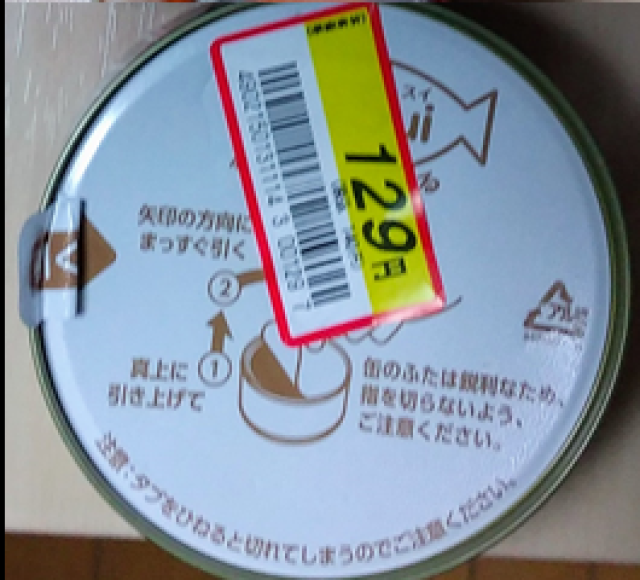 スイ
ui
129円
矢印の方向に
まっすぐ引く
②
①
真上に
引き上げて
缶のふたは鋭利なため、
指を切らないよう、
ご注意ください。
アルミ
注意:タブをひねると切れてしまうのでご注意ください。